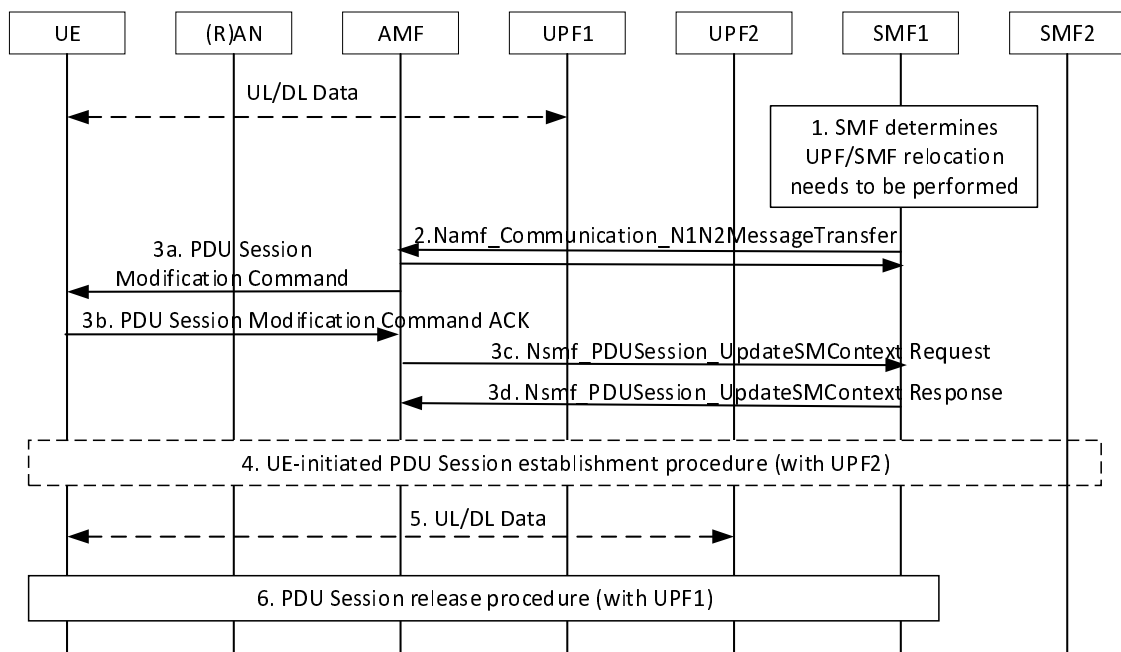 UE
(R)AN
AMF
UPF1
UPF2
SMF1
SMF2
UL/DL Data
1. SMF determines
UPF/SMF relocation
needs to be performed
2.Namf_Communication_N1N2MessageTransfer
3a. PDU Session
Modification Command
3b. PDU Session Modification Command ACK
3c. Nsmf_PDUSession_UpdateSMContext Request
3d. Nsmf_PDUSession_UpdateSMContext Response
4. UE-initiated PDU Session establishment procedure (with UPF2)
5. UL/DL Data
6. PDU Session release procedure (with UPF1)